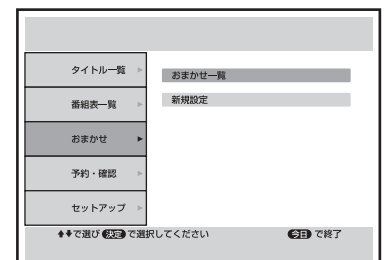 タイトル一覧
おまかせ一覧
番組表一覧
新規設定
おまかせ
予約・確認
セットアップ
で選び 決定 で選択してください 今日 で終了